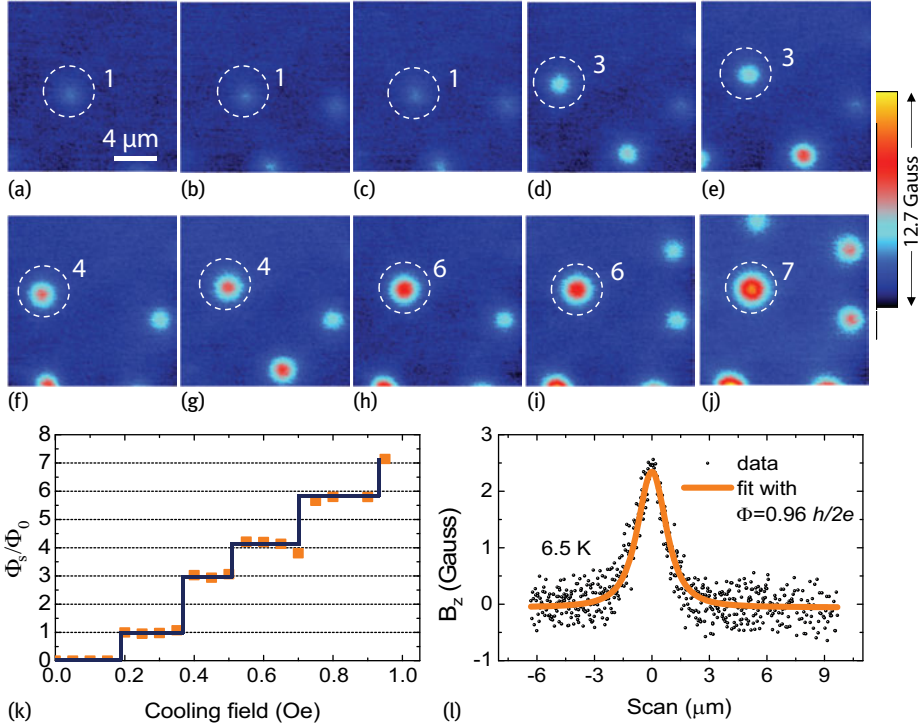 1
4 µm
1
1
3
3
12.7 Gauss
(a)
(b)
(c)
(d)
(e)
4
4
6
6
7
(f)
(g)
(h)
(i)
(j)
8
7
6
5
4
3
2
1
0
Φs/Φ0
0.0 0.2 0.4 0.6 0.8 1.0
Cooling field (Oe)
(k)
3
2
1
0
-1
Bz (Gauss)
data
fit with
Φ=0.96 h/2e
6.5 K
-6 -3 0 3 6 9
Scan (µm)
(l)